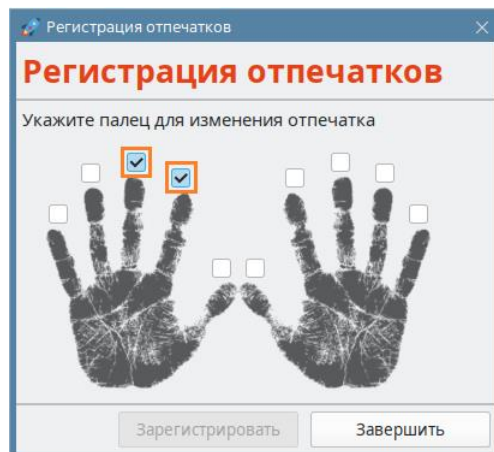 Регистрация отпечатков
Регистрация отпечатков
Укажите палец для изменения отпечатка
Зарегистрировать
Завершить